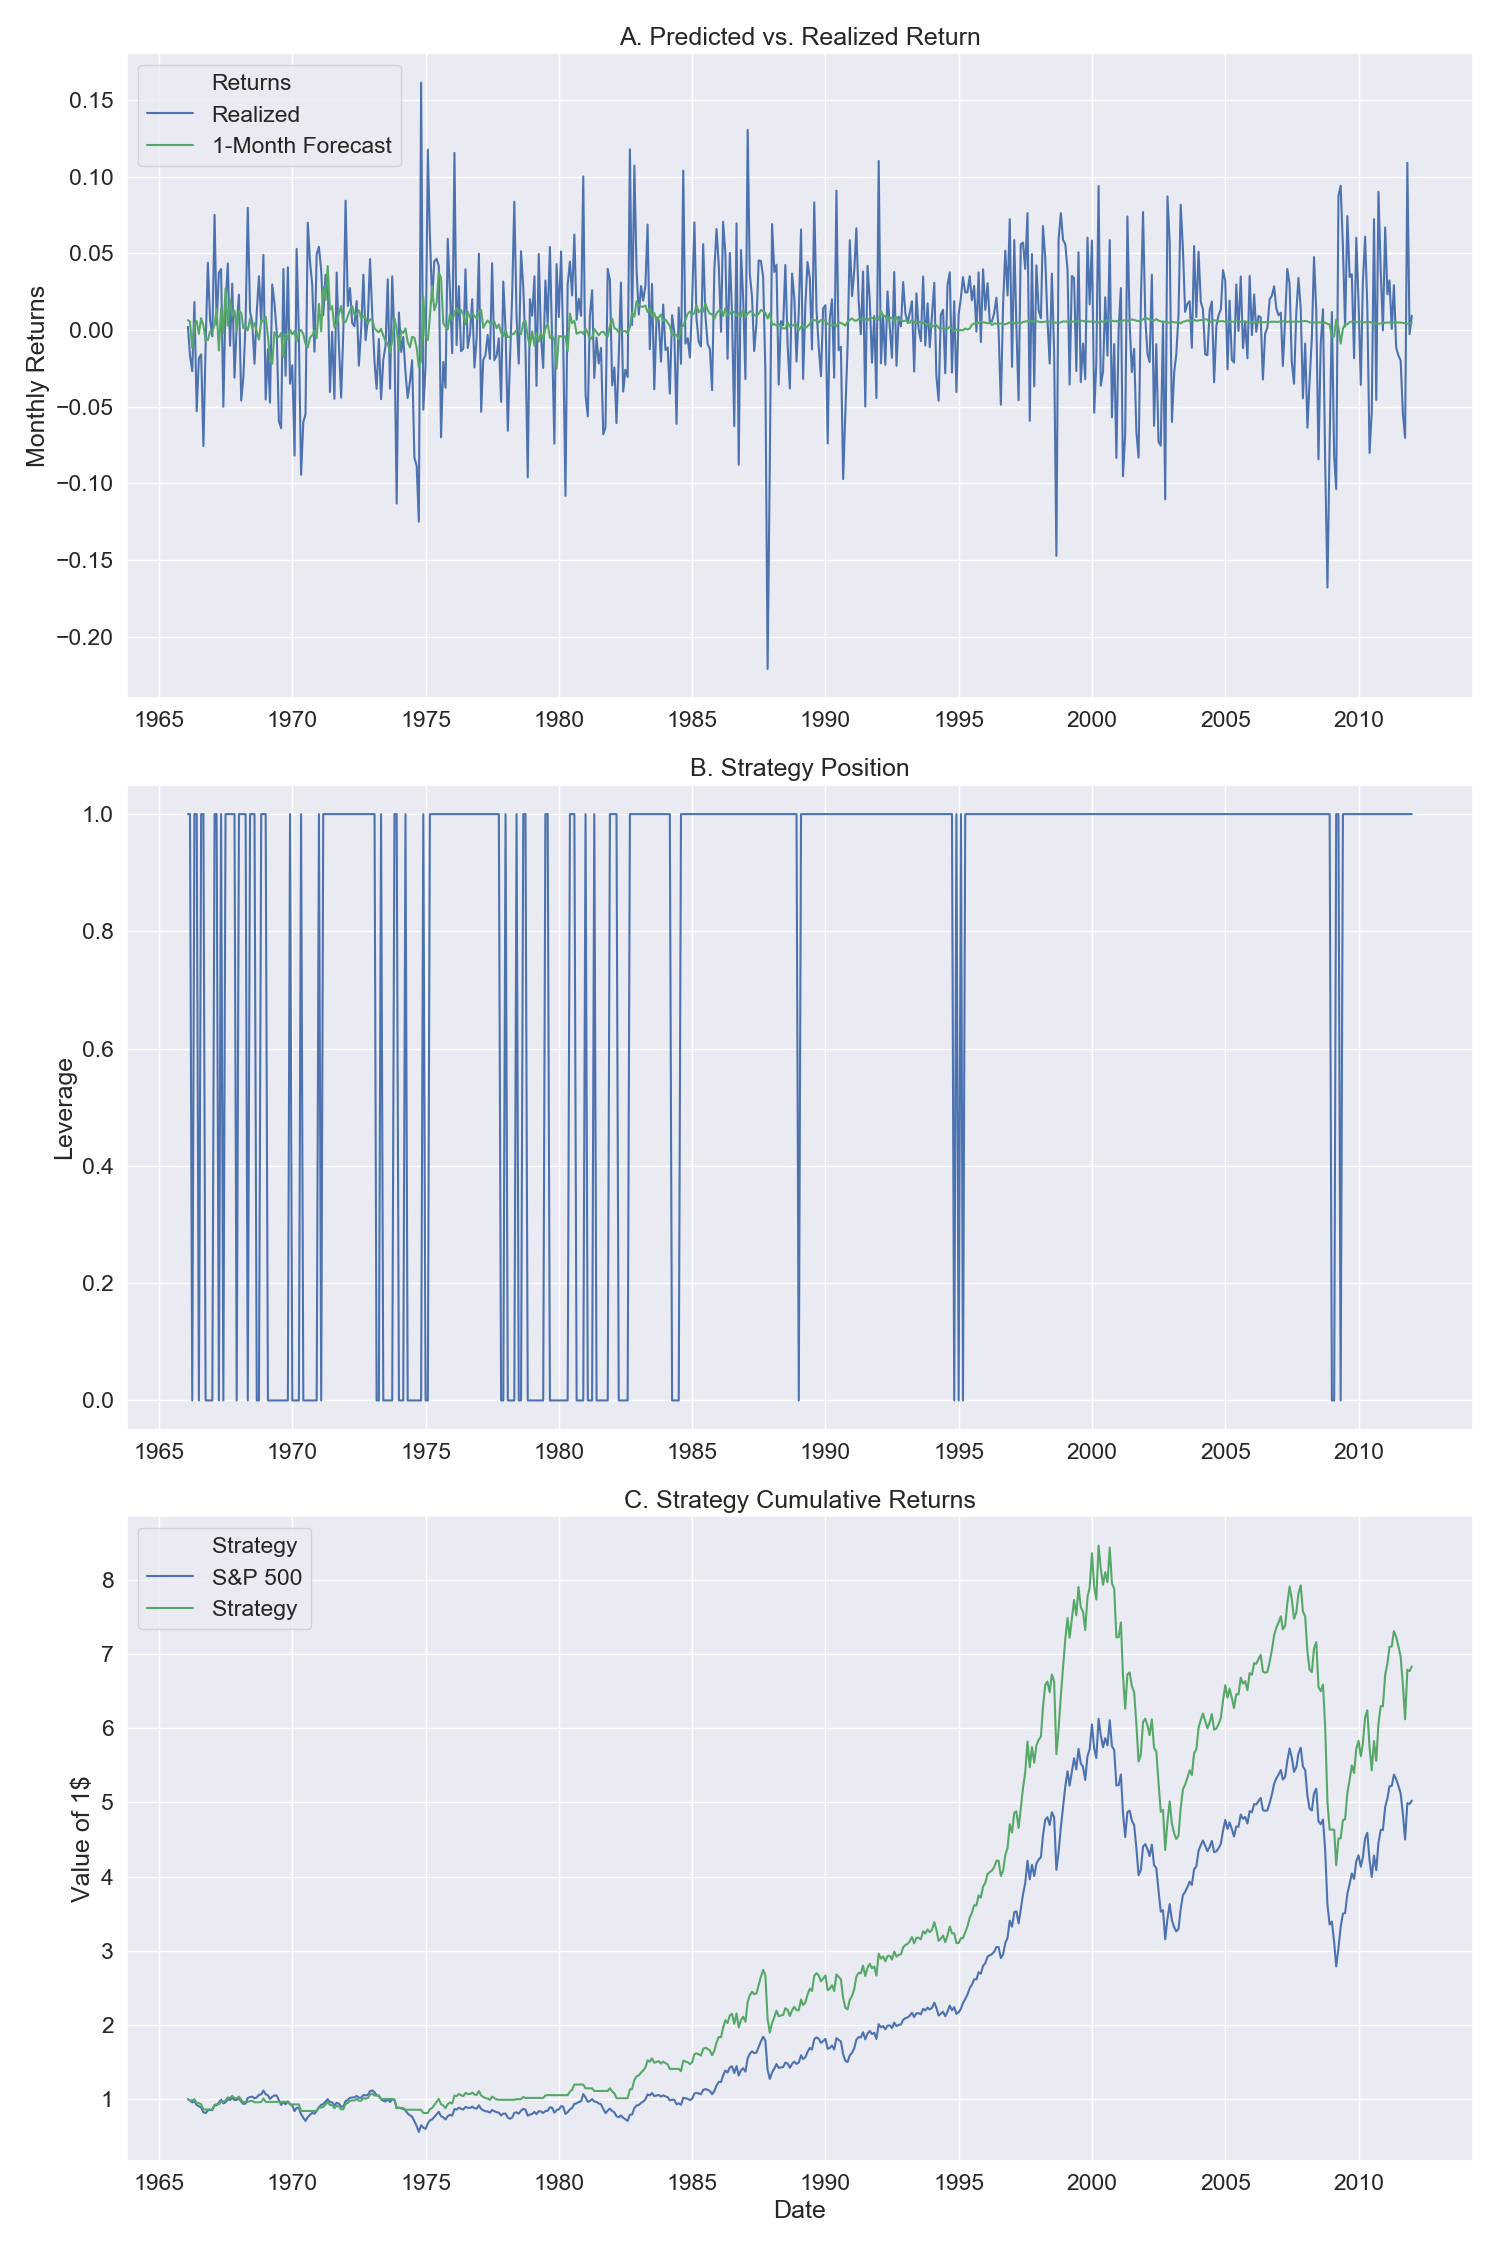 A. Predicted vs. Realized Return
Returns
Realized
1-Month Forecast
Monthly Returns
0.15
0.10
0.05
0.00
−0.05
−0.10
−0.15
−0.20
1965 1970 1975 1980 1985 1990 1995 2000 2005 2010
B. Strategy Position
Leverage
1.0
0.8
0.6
0.4
0.2
0.0
1965 1970 1975 1980 1985 1990 1995 2000 2005 2010
C. Strategy Cumulative Returns
Strategy
S&P 500
Strategy
Value of 1$
8
7
6
5
4
3
2
1
1965 1970 1975 1980 1985 1990 1995 2000 2005 2010
Date